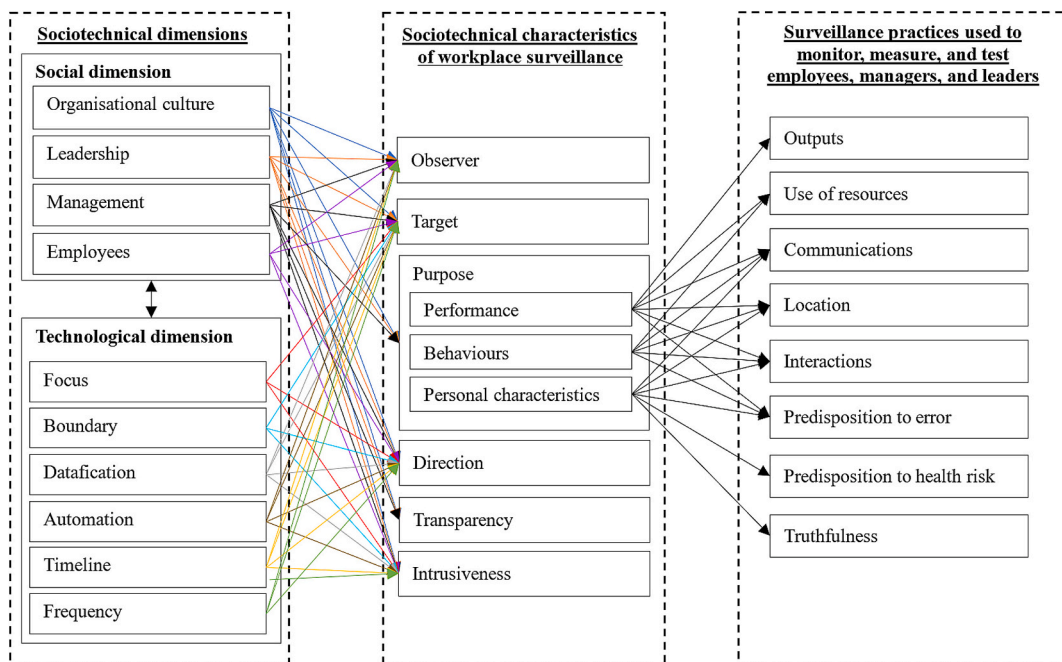 Sociotechnical dimensions
Social dimension
Organisational culture
Leadership
Management
Employees
Technological dimension
Focus
Boundary
Datafication
Automation
Timeline
Frequency
Sociotechnical characteristics
of workplace surveillance
Observer
Target
Purpose
Performance
Behaviours
Personal characteristics
Direction
Transparency
Intrusiveness
Surveillance practices used to
monitor, measure, and test
employees, managers, and leaders
Outputs
Use of resources
Communications
Location
Interactions
Predisposition to error
Predisposition to health risk
Truthfulness